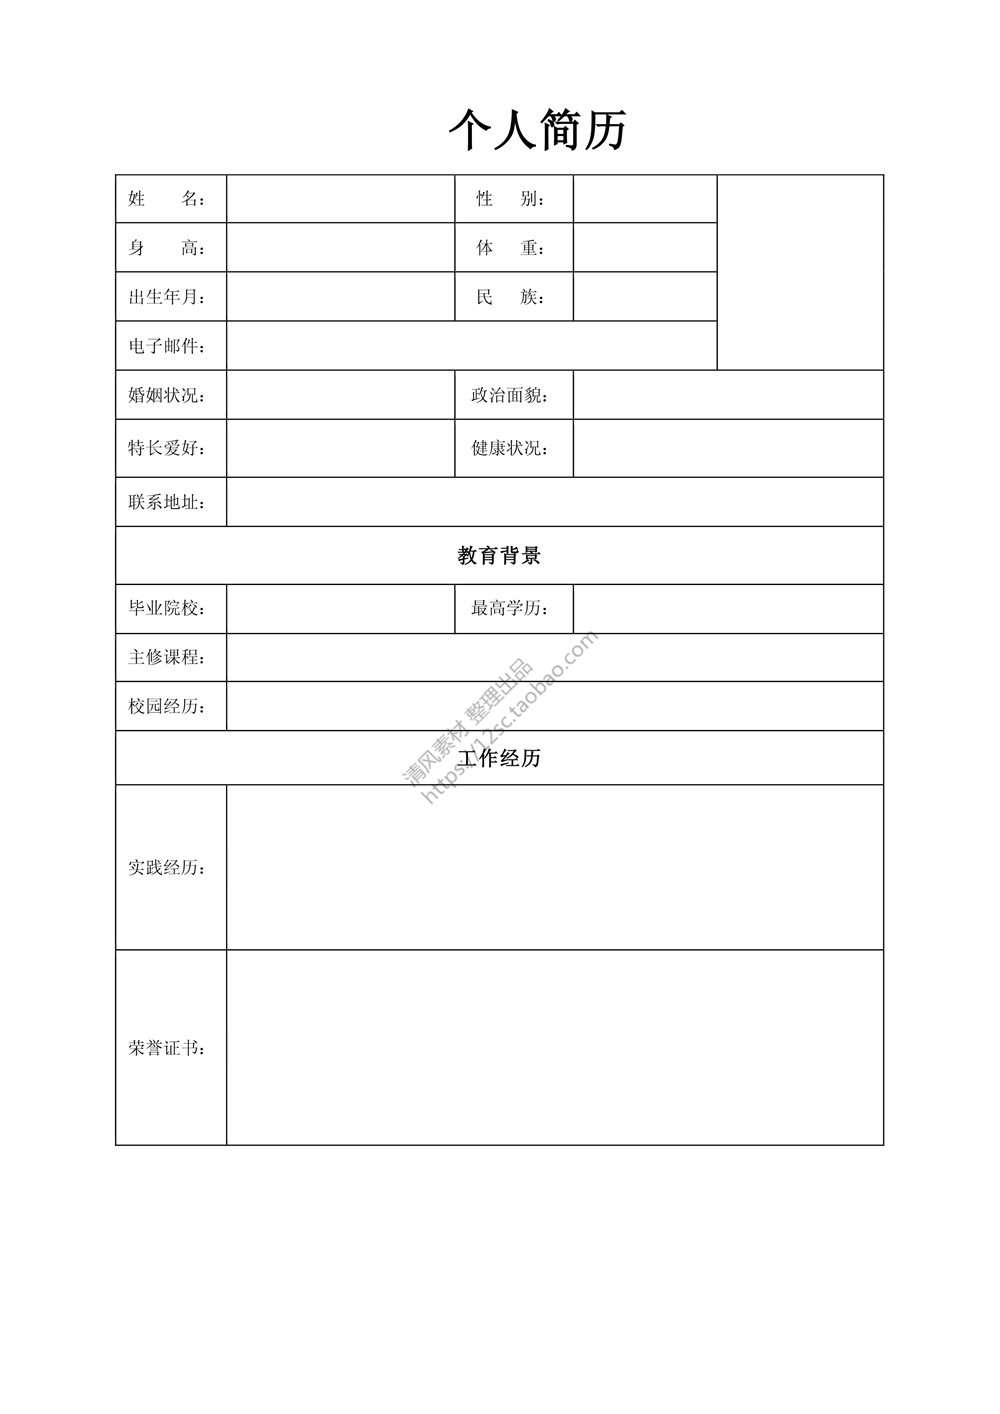 个人简历
姓 名： 性 别：
身 高： 体 重：
出生年月： 民 族：
电子邮件：
婚姻状况： 政治面貌：
特长爱好： 健康状况：
联系地址：
教育背景
毕业院校： 最高学历：
主修课程：
校园经历：
清风素材 整理出品
https://12sc.taobao.com
工作经历
实践经历：
荣誉证书：